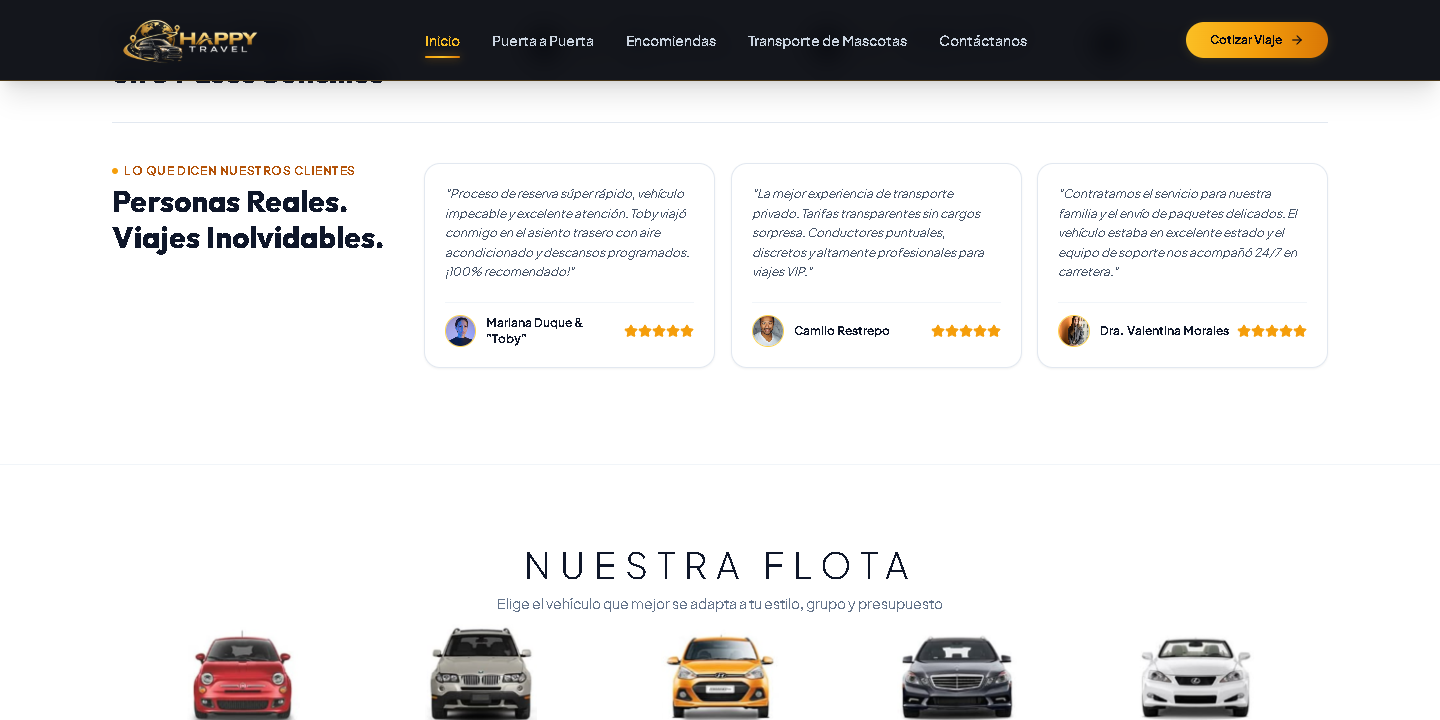 HAPPY
TRAVEL
Inicio
Puerta a Puerta
Encomiendas
Transporte de Mascotas
Contáctanos
Cotizar Viaje
LO QUE DICEN NUESTROS CLIENTES
Personas Reales.
Viajes Inolvidables.
"Proceso de reserva súper rápido, vehículo
impecable y excelente atención. Toby viajó
conmigo en el asiento trasero con aire
acondicionado y descansos programados.
¡100% recomendado!"
Mariana Duque &
"Toby"
"La mejor experiencia de transporte
privado. Tarifas transparentes sin cargos
sorpresa. Conductores puntuales,
discretos y altamente profesionales para
viajes VIP."
Camilo Restrepo
"Contratamos el servicio para nuestra
familia y el envío de paquetes delicados. El
vehículo estaba en excelente estado y el
equipo de soporte nos acompañó 24/7 en
carretera."
Dra. Valentina Morales
NUESTRA FLOTA
Elige el vehículo que mejor se adapta a tu estilo, grupo y presupuesto